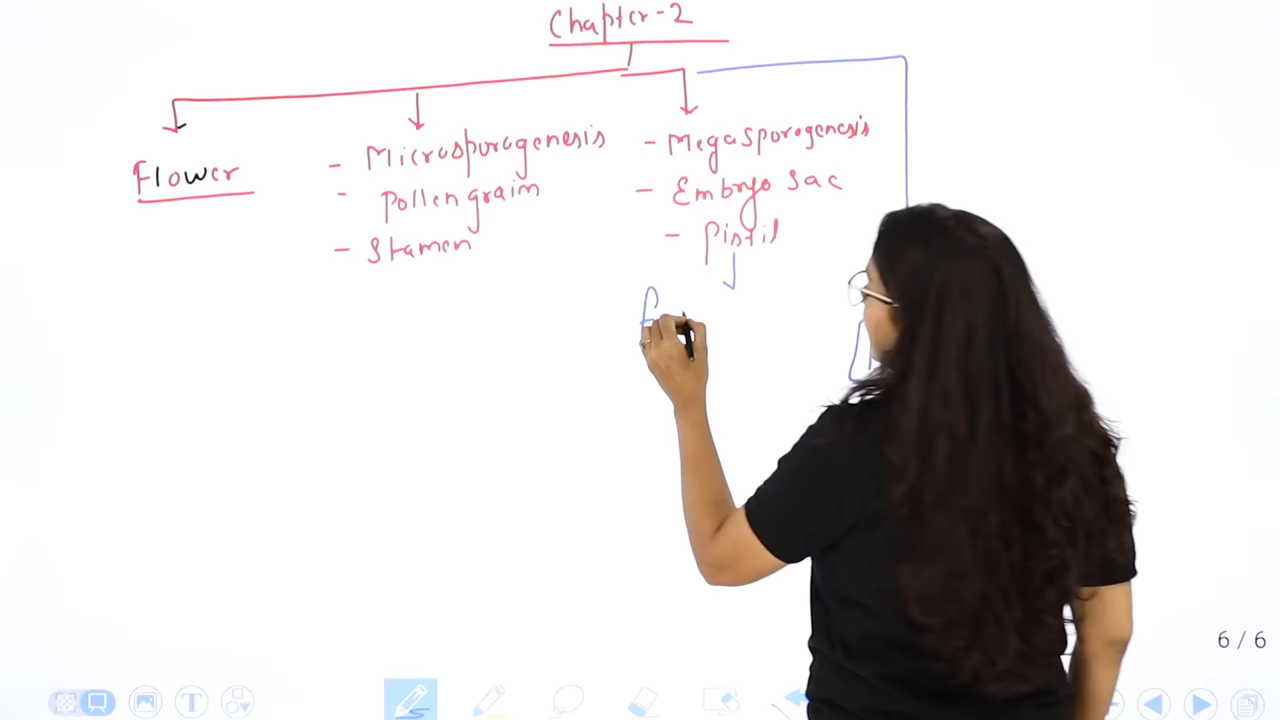 Chapter-2
Flower
- Microsporogenesis
- Pollen grain
- Stamen
- Megasporogenesis
- Embryo sac
- Pistil
f
T
6 / 6